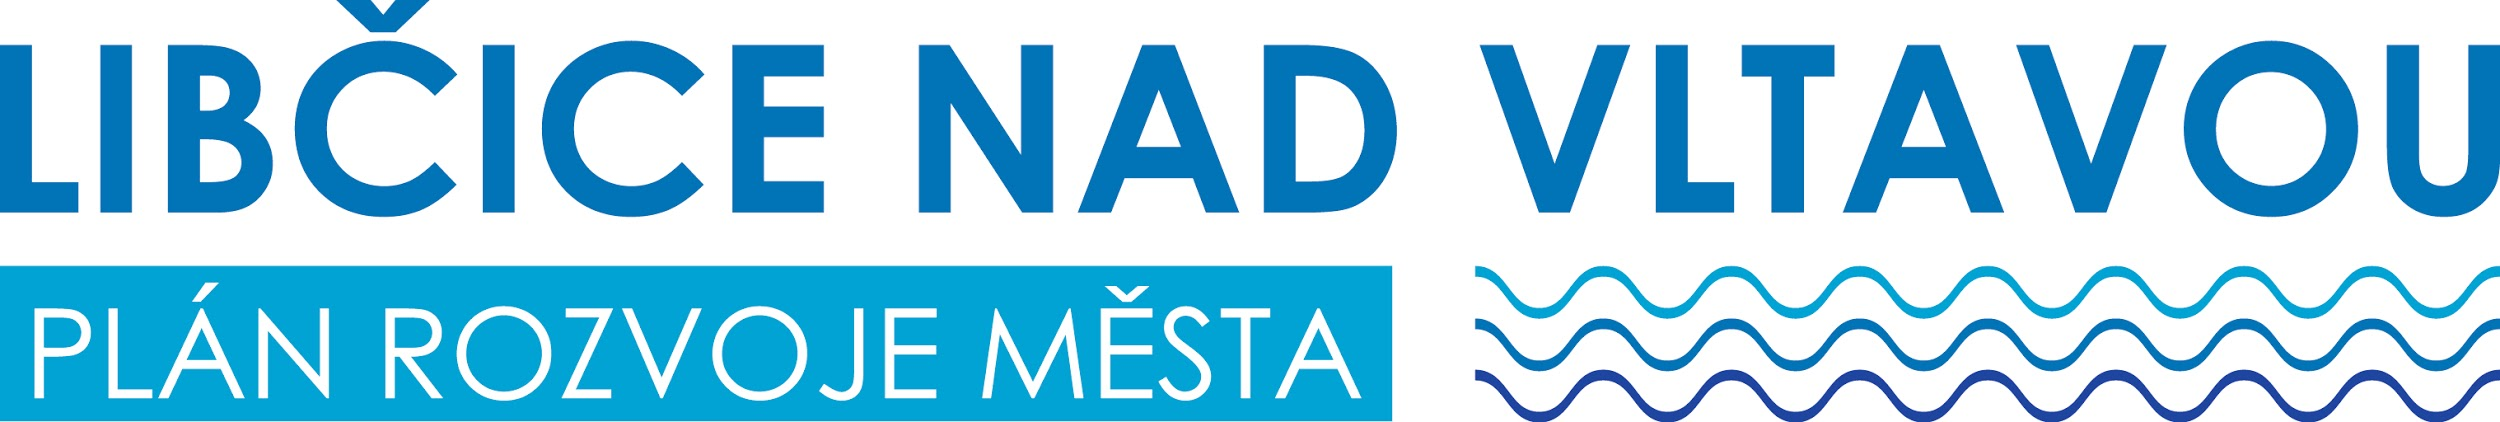 LIBČICE NAD VLTAVOU
PLÁN ROZVOJE MĚSTA